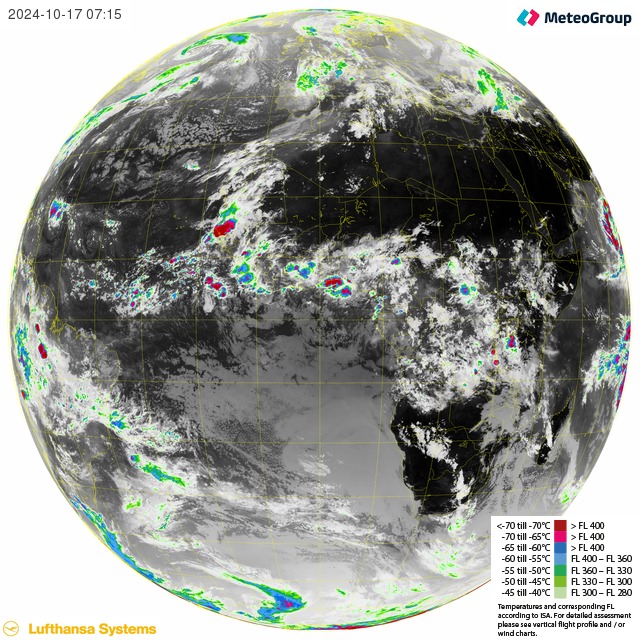 2024-10-17 07:15
MeteoGroup
<-70 till -70°C > FL 400
-70 till -65°C > FL 400
-65 till -60°C > FL 400
-60 till -55°C FL 400 – FL 360
-55 till -50°C FL 360 – FL 330
-50 till -45°C FL 330 – FL 300
-45 till -40°C FL 300 – FL 280
Temperatures and corresponding FL
according to ISA. For detailed assessment
please see vertical flight profile and / or
wind charts.
Lufthansa Systems